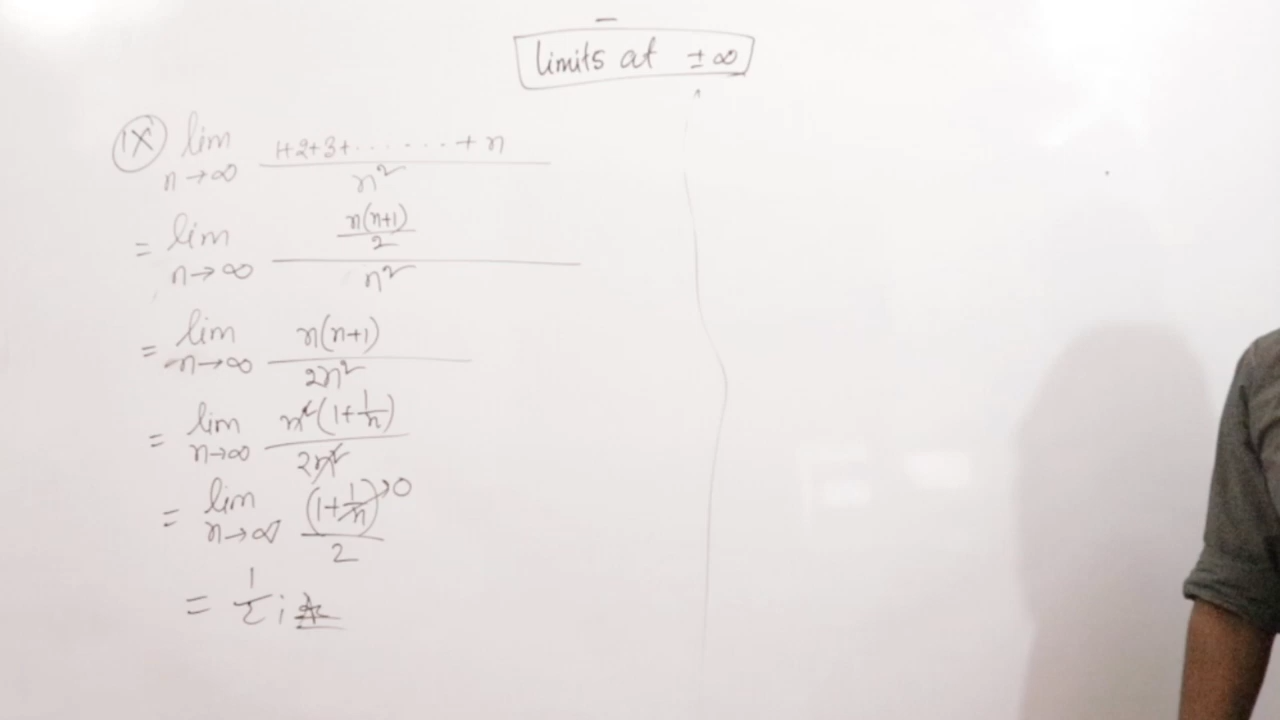 limits at ±∞
(ix) lim n→∞ (1+2+3+.......+n)/n²
= lim n→∞ (n(n+1)/2)/n²
= lim n→∞ n(n+1)/2n²
= lim n→∞ n²(1+1/n)/2n²
= lim n→∞ (1+1/n)→0/2
= 1/2 ;